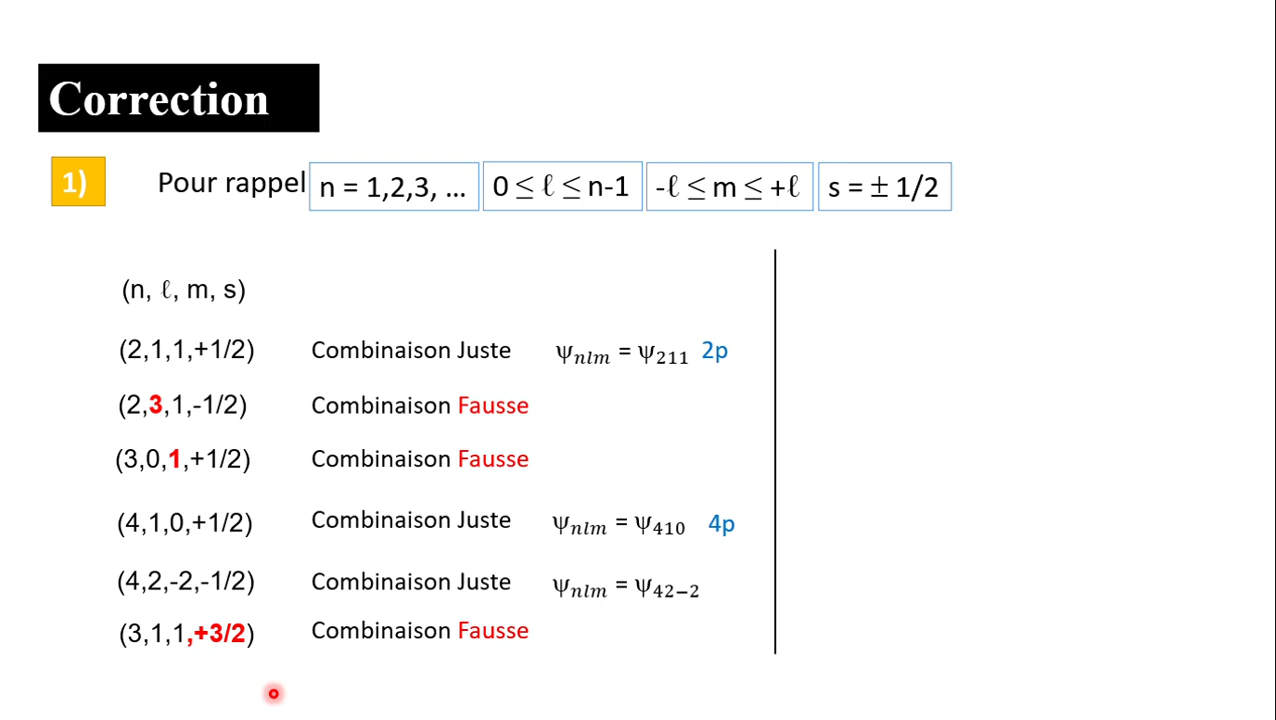 Correction
1) Pour rappel n = 1,2,3, ... 0 ≤ ℓ ≤ n-1 -ℓ ≤ m ≤ +ℓ s = ± 1/2
(n, ℓ, m, s)
(2,1,1,+1/2) Combinaison Juste ψₙₗₘ = ψ₂₁₁ 2p
(2,3,1,-1/2) Combinaison Fausse
(3,0,1,+1/2) Combinaison Fausse
(4,1,0,+1/2) Combinaison Juste ψₙₗₘ = ψ₄₁₀ 4p
(4,2,-2,-1/2) Combinaison Juste ψₙₗₘ = ψ₄₂₋₂
(3,1,1,+3/2) Combinaison Fausse